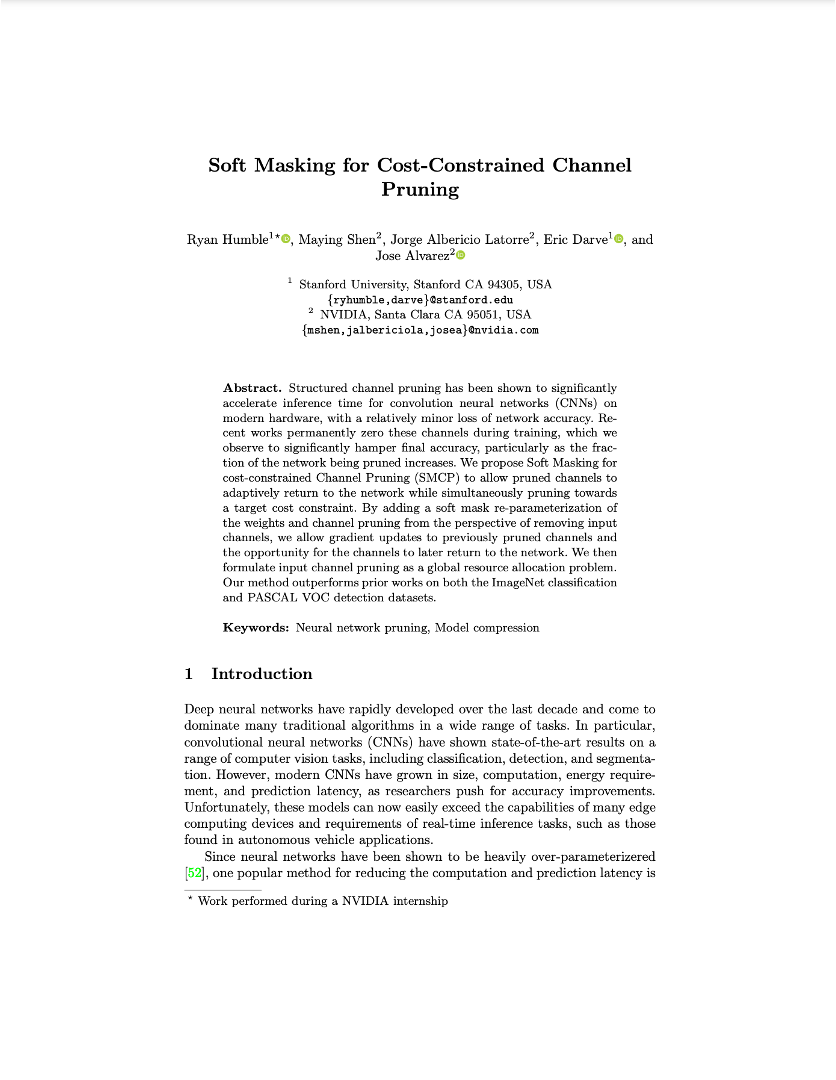 Soft Masking for Cost-Constrained Channel
Pruning
Ryan Humble1⋆, Maying Shen2, Jorge Albericio Latorre2, Eric Darve1, and
Jose Alvarez2
1 Stanford University, Stanford CA 94305, USA
{ryhumble,darve}@stanford.edu
2 NVIDIA, Santa Clara CA 95051, USA
{mshen,jalbericiola,josea}@nvidia.com
Abstract. Structured channel pruning has been shown to significantly
accelerate inference time for convolution neural networks (CNNs) on
modern hardware, with a relatively minor loss of network accuracy. Re-
cent works permanently zero these channels during training, which we
observe to significantly hamper final accuracy, particularly as the frac-
tion of the network being pruned increases. We propose Soft Masking for
cost-constrained Channel Pruning (SMCP) to allow pruned channels to
adaptively return to the network while simultaneously pruning towards
a target cost constraint. By adding a soft mask re-parameterization of
the weights and channel pruning from the perspective of removing input
channels, we allow gradient updates to previously pruned channels and
the opportunity for the channels to later return to the network. We then
formulate input channel pruning as a global resource allocation problem.
Our method outperforms prior works on both the ImageNet classification
and PASCAL VOC detection datasets.
Keywords: Neural network pruning, Model compression
1 Introduction
Deep neural networks have rapidly developed over the last decade and come to
dominate many traditional algorithms in a wide range of tasks. In particular,
convolutional neural networks (CNNs) have shown state-of-the-art results on a
range of computer vision tasks, including classification, detection, and segmenta-
tion. However, modern CNNs have grown in size, computation, energy require-
ment, and prediction latency, as researchers push for accuracy improvements.
Unfortunately, these models can now easily exceed the capabilities of many edge
computing devices and requirements of real-time inference tasks, such as those
found in autonomous vehicle applications.
Since neural networks have been shown to be heavily over-parameterizered
[52], one popular method for reducing the computation and prediction latency is
⋆ Work performed during a NVIDIA internship